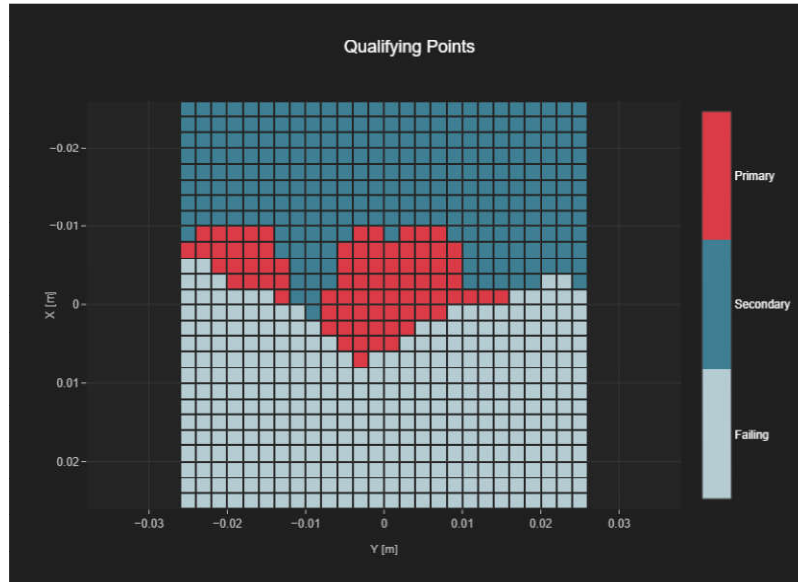 Qualifying Points
−0.02
−0.01
0
0.01
0.02
X [m]
−0.03
−0.02
−0.01
0
0.01
0.02
0.03
Y [m]
Primary
Secondary
Failing